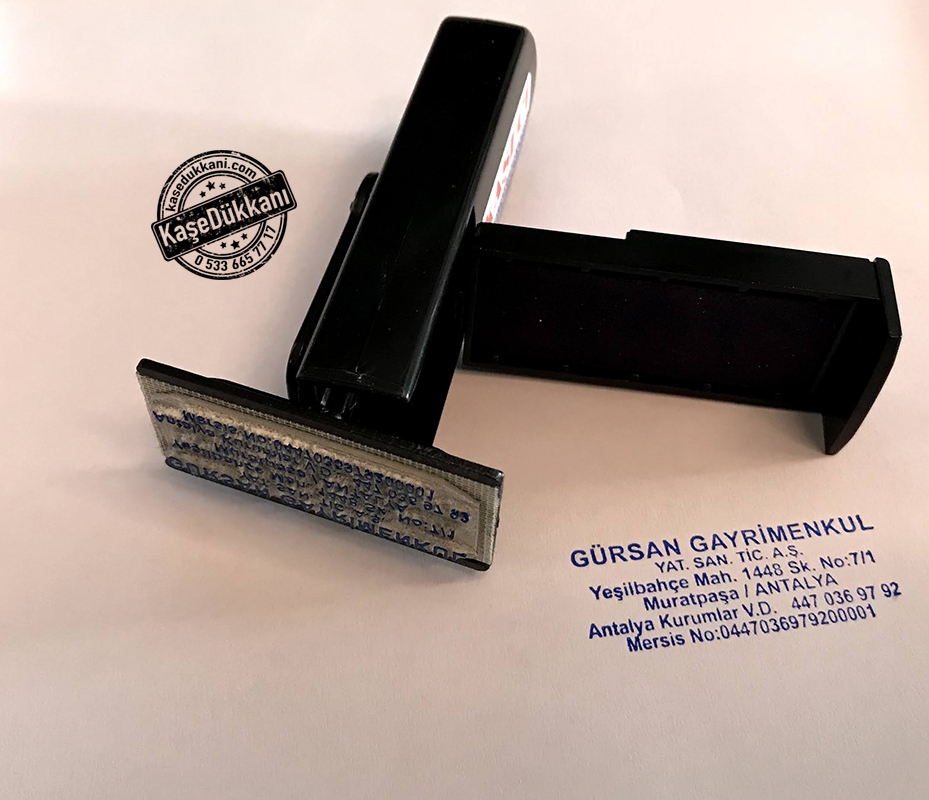 kasedukkani.com
KaşeDükkanı
0 533 665 77 17
GÜRSAN GAYRİMENKUL
YAT. SAN. TİC. A.Ş.
Yeşilbahçe Mah. 1448 Sk. No:7/1
Muratpaşa / ANTALYA
Antalya Kurumlar V.D. 447 036 97 92
Mersis No:0447036979200001